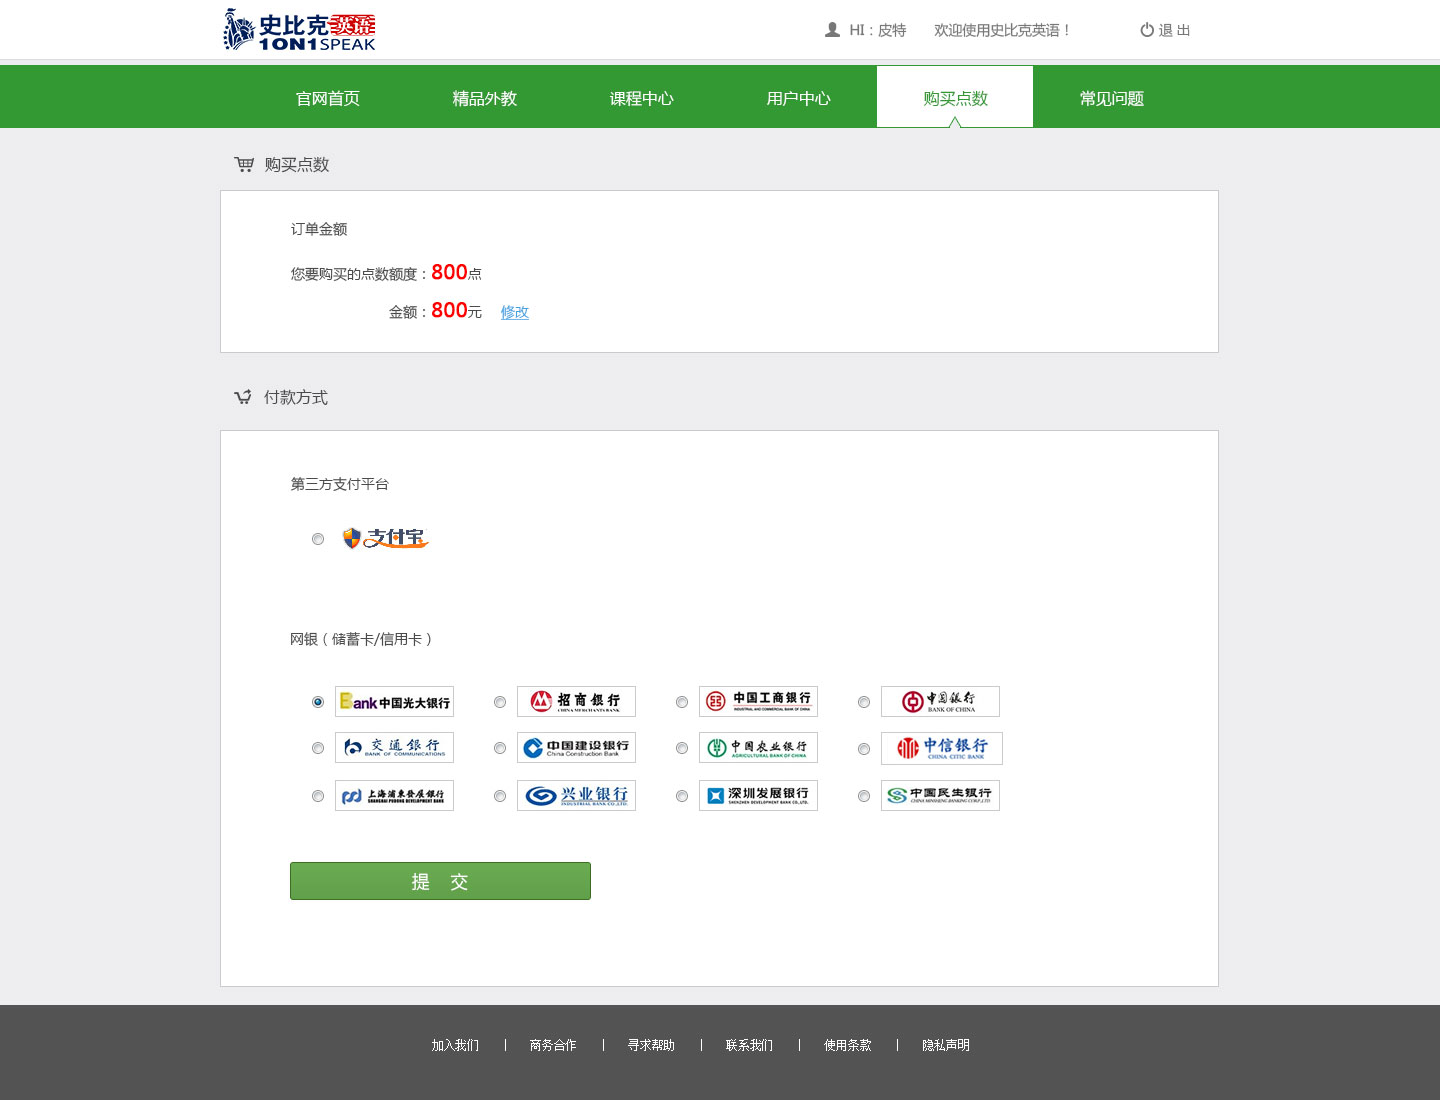 史比克英语
1ON1SPEAK
HI：皮特 欢迎使用史比克英语！ 退 出
官网首页 精品外教 课程中心 用户中心 购买点数 常见问题
购买点数
订单金额
您要购买的点数额度：800点
金额：800元 修改
付款方式
第三方支付平台
支付宝
网银（储蓄卡/信用卡）
Bank 中国光大银行
招商银行
CHINA MERCHANTS BANK
中国工商银行
INDUSTRIAL AND COMMERCIAL BANK OF CHINA
中国银行
BANK OF CHINA
交通银行
BANK OF COMMUNICATIONS
中国建设银行
China Construction Bank
中国农业银行
AGRICULTURAL BANK OF CHINA
中信银行
CHINA CITIC BANK
上海浦东發展银行
SHANGHAI PUDONG DEVELOPMENT BANK
兴业银行
INDUSTRIAL BANK CO.,LTD.
深圳发展银行
SHENZHEN DEVELOPMENT BANK CO.,LTD.
中国民生银行
CHINA MINSHENG BANKING CORP.,LTD
提 交
加入我们 | 商务合作 | 寻求帮助 | 联系我们 | 使用条款 | 隐私声明